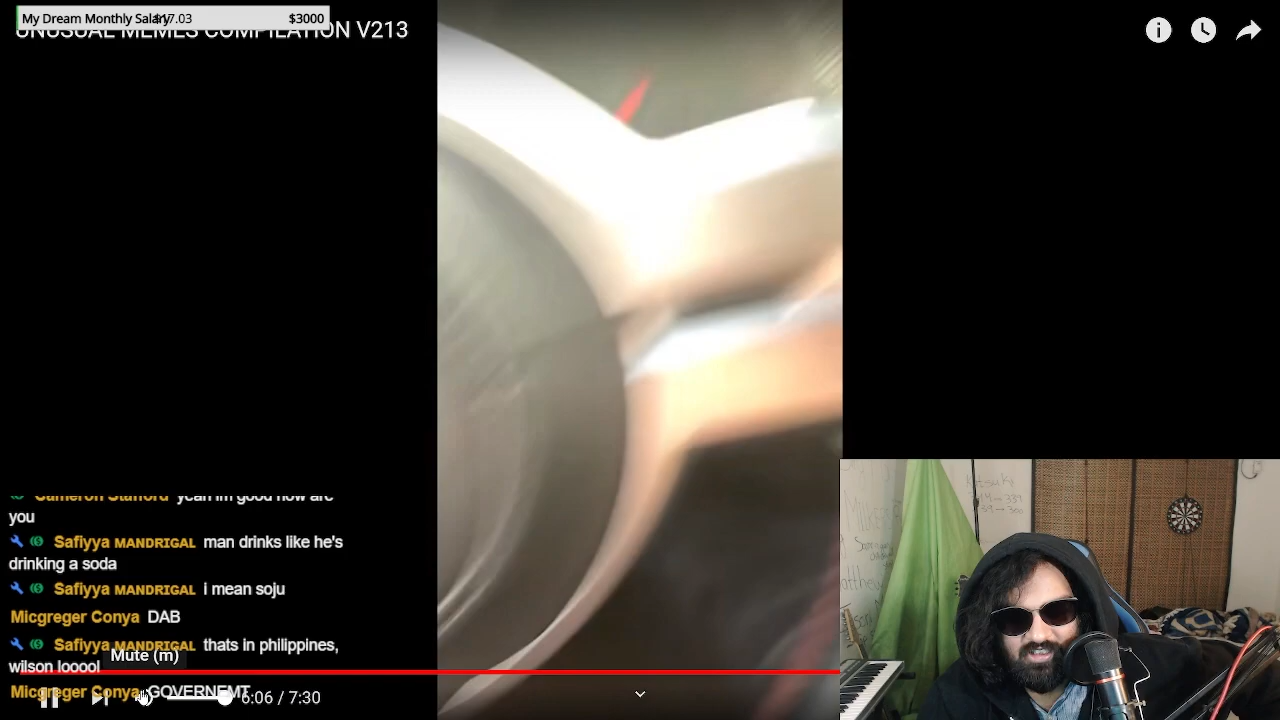 My Dream Monthly Salary $17.03 $3000
UNUSUAL MEMES COMPILATION V213
Cameron Stafford yeah im good how are
you
Safiyya MANDRIGAL man drinks like he's
drinking a soda
Safiyya MANDRIGAL i mean soju
Micgreger Conya DAB
Safiyya MANDRIGAL thats in philippines,
wilson looool
Mute (m)
Micgreger Conya GOVERNEMT
6:06 / 7:30